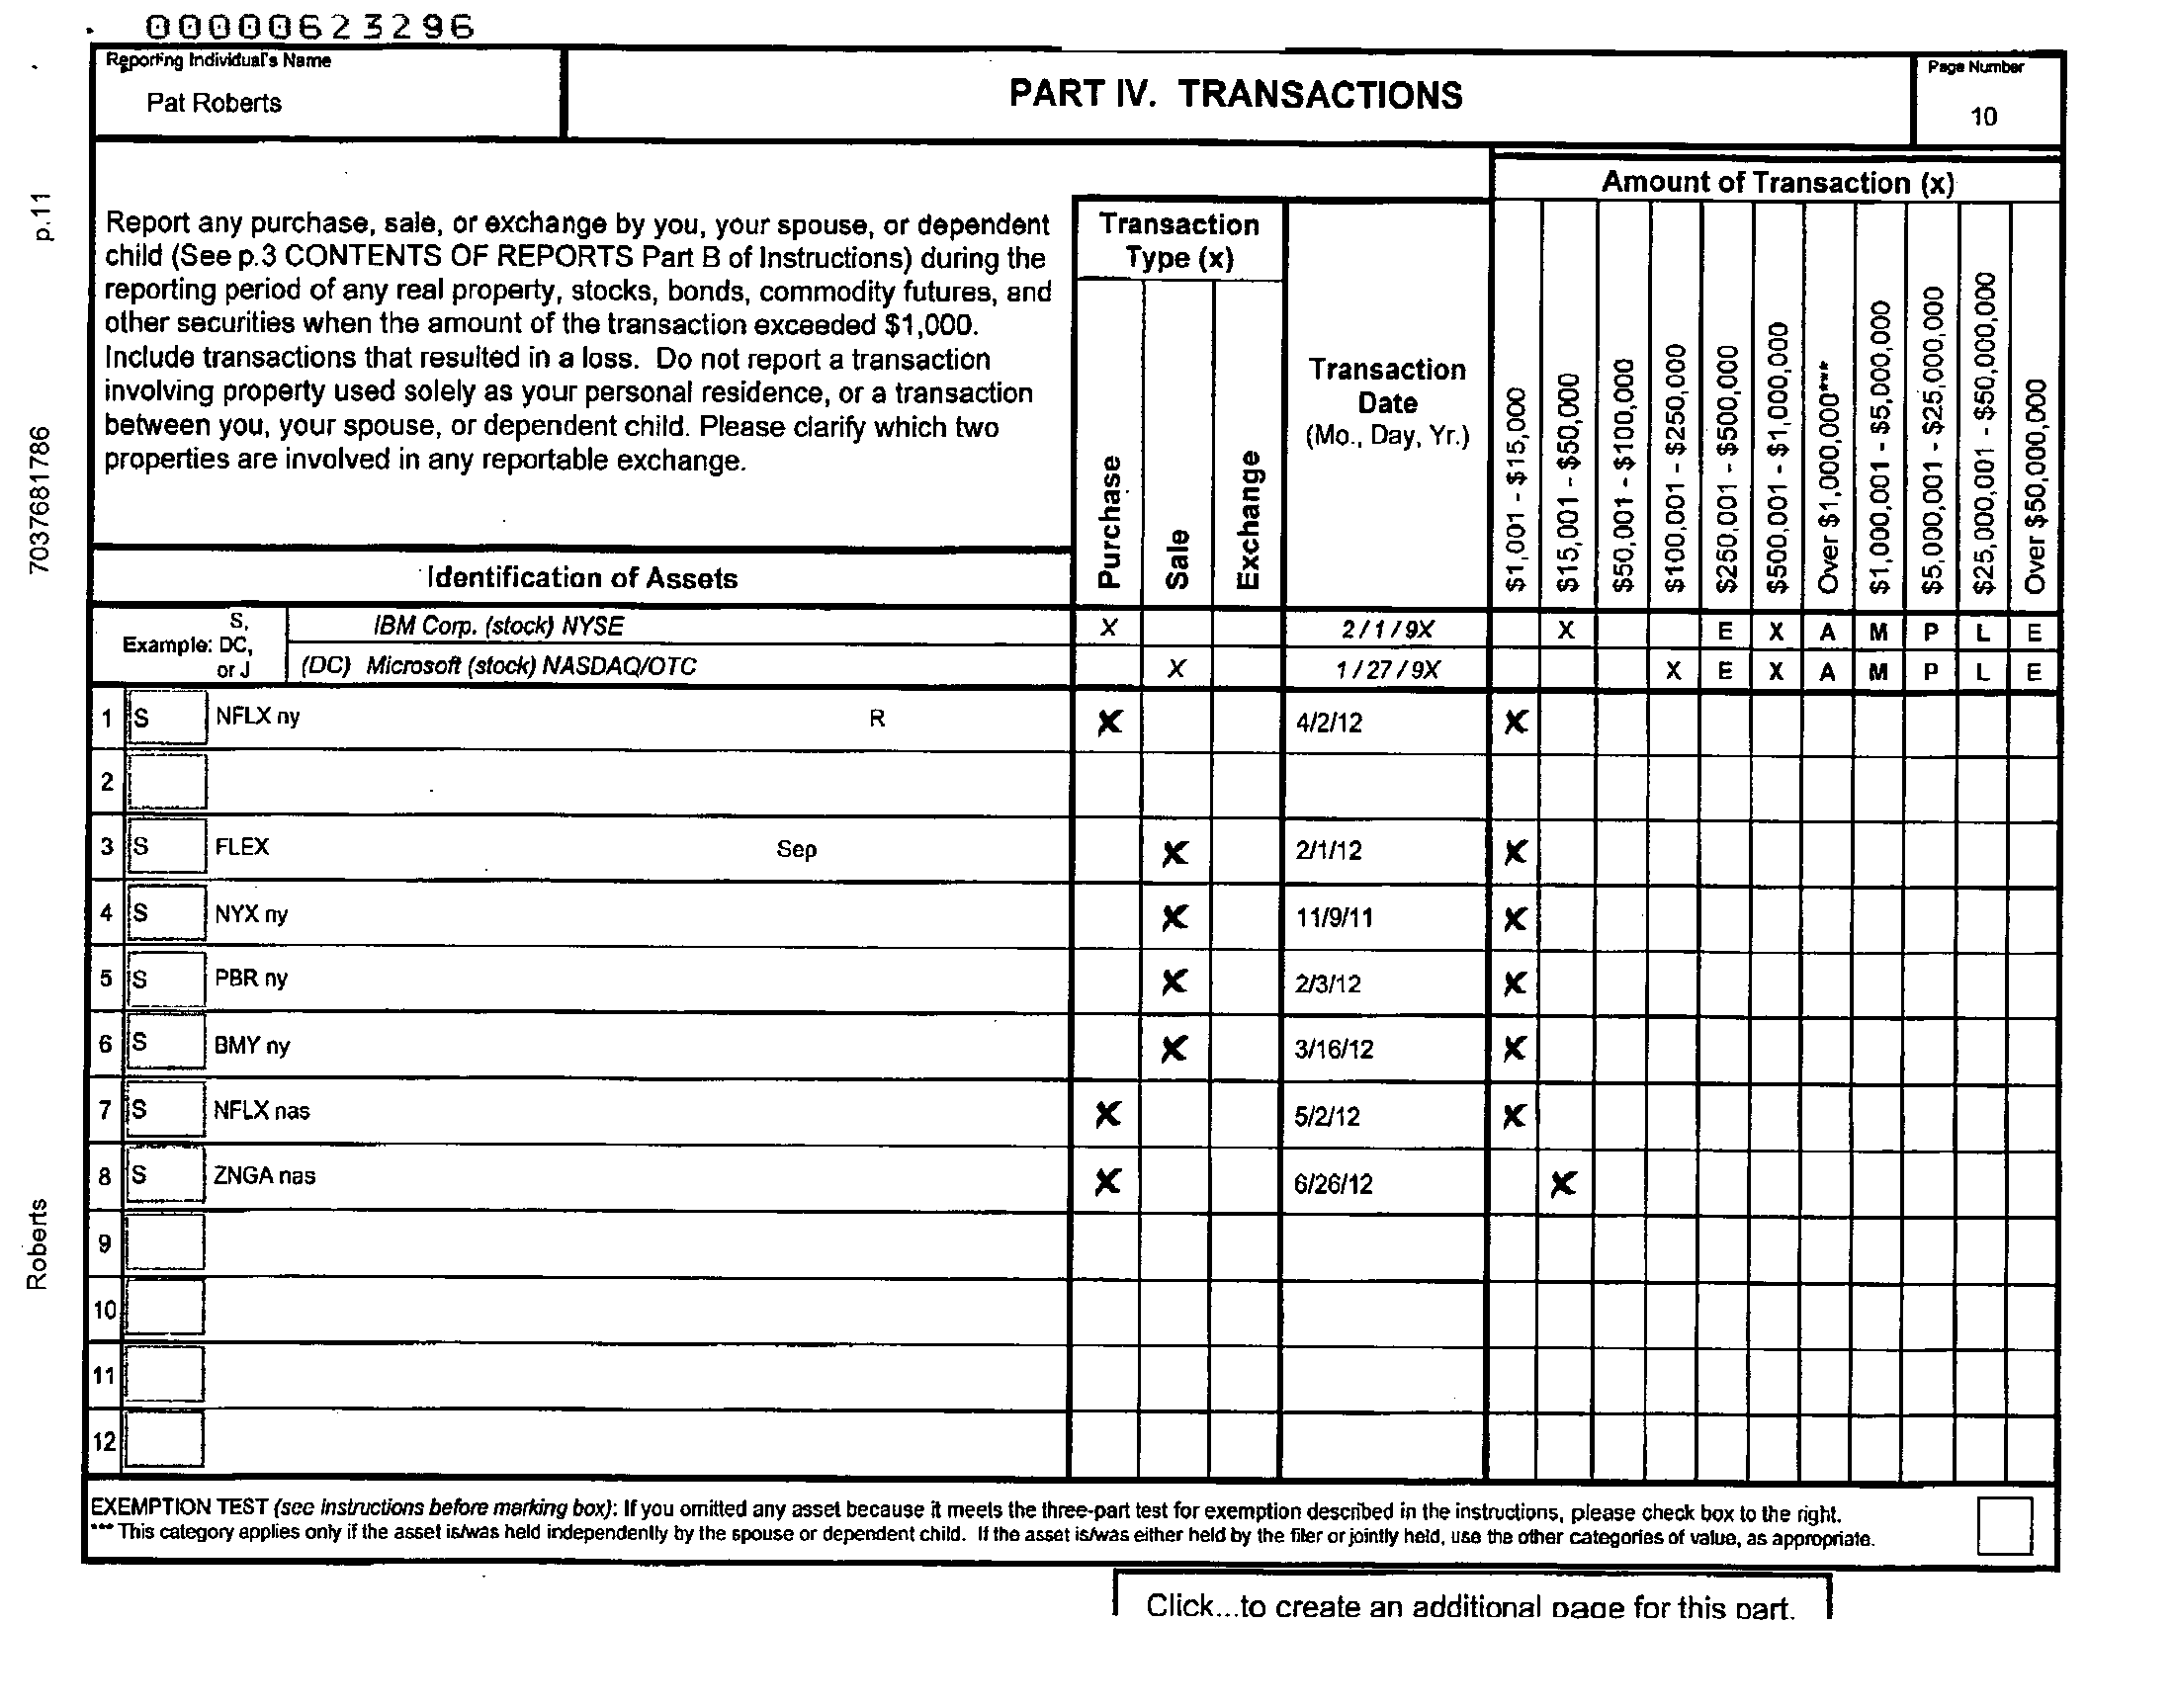 00000623296
Reporting Individual's Name
Pat Roberts
PART IV. TRANSACTIONS
Page Number
10
p.11
7037681786
Roberts
Report any purchase, sale, or exchange by you, your spouse, or dependent
child (See p.3 CONTENTS OF REPORTS Part B of Instructions) during the
reporting period of any real property, stocks, bonds, commodity futures, and
other securities when the amount of the transaction exceeded $1,000.
Include transactions that resulted in a loss. Do not report a transaction
involving property used solely as your personal residence, or a transaction
between you, your spouse, or dependent child. Please clarify which two
properties are involved in any reportable exchange.
Identification of Assets
Transaction
Type (x)
Purchase
Sale
Exchange
Transaction
Date
(Mo., Day, Yr.)
Amount of Transaction (x)
$1,001 - $15,000
$15,001 - $50,000
$50,001 - $100,000
$100,001 - $250,000
$250,001 - $500,000
$500,001 - $1,000,000
Over $1,000,000***
$1,000,001 - $5,000,000
$5,000,001 - $25,000,000
$25,000,001 - $50,000,000
Over $50,000,000
Example: S,
DC,
or J
IBM Corp. (stock) NYSE X 2/1/9X X E X A M P L E
(DC) Microsoft (stock) NASDAQ/OTC X 1/27/9X X E X A M P L E
1 S NFLX ny R X 4/2/12 X
2
3 S FLEX Sep X 2/1/12 X
4 S NYX ny X 11/9/11 X
5 S PBR ny X 2/3/12 X
6 S BMY ny X 3/16/12 X
7 S NFLX nas X 5/2/12 X
8 S ZNGA nas X 6/26/12 X
9
10
11
12
EXEMPTION TEST (see instructions before marking box): If you omitted any asset because it meets the three-part test for exemption described in the instructions, please check box to the right.
*** This category applies only if the asset is/was held independently by the spouse or dependent child. If the asset is/was either held by the filer or jointly held, use the other categories of value, as appropriate.
Click...to create an additional page for this part.